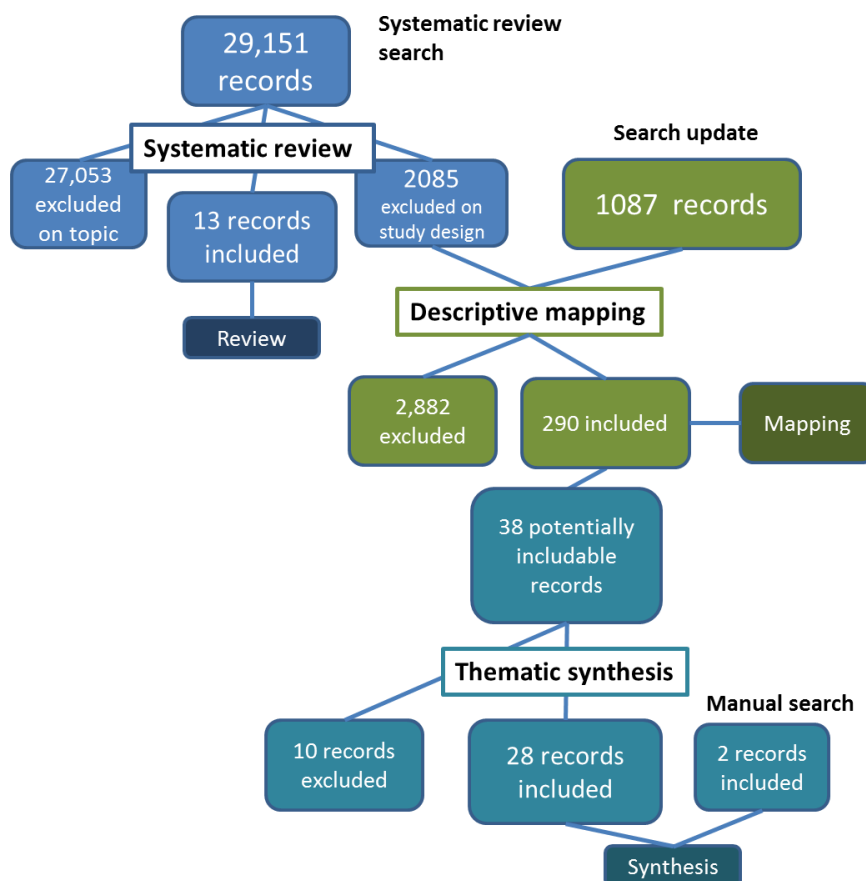 Systematic review
search
29,151
records
Systematic review
27,053
excluded
on topic
13 records
included
2085
excluded on
study design
Review
Search update
1087 records
Descriptive mapping
2,882
excluded
290 included
Mapping
38 potentially
includable
records
Thematic synthesis
10 records
excluded
28 records
included
Manual search
2 records
included
Synthesis